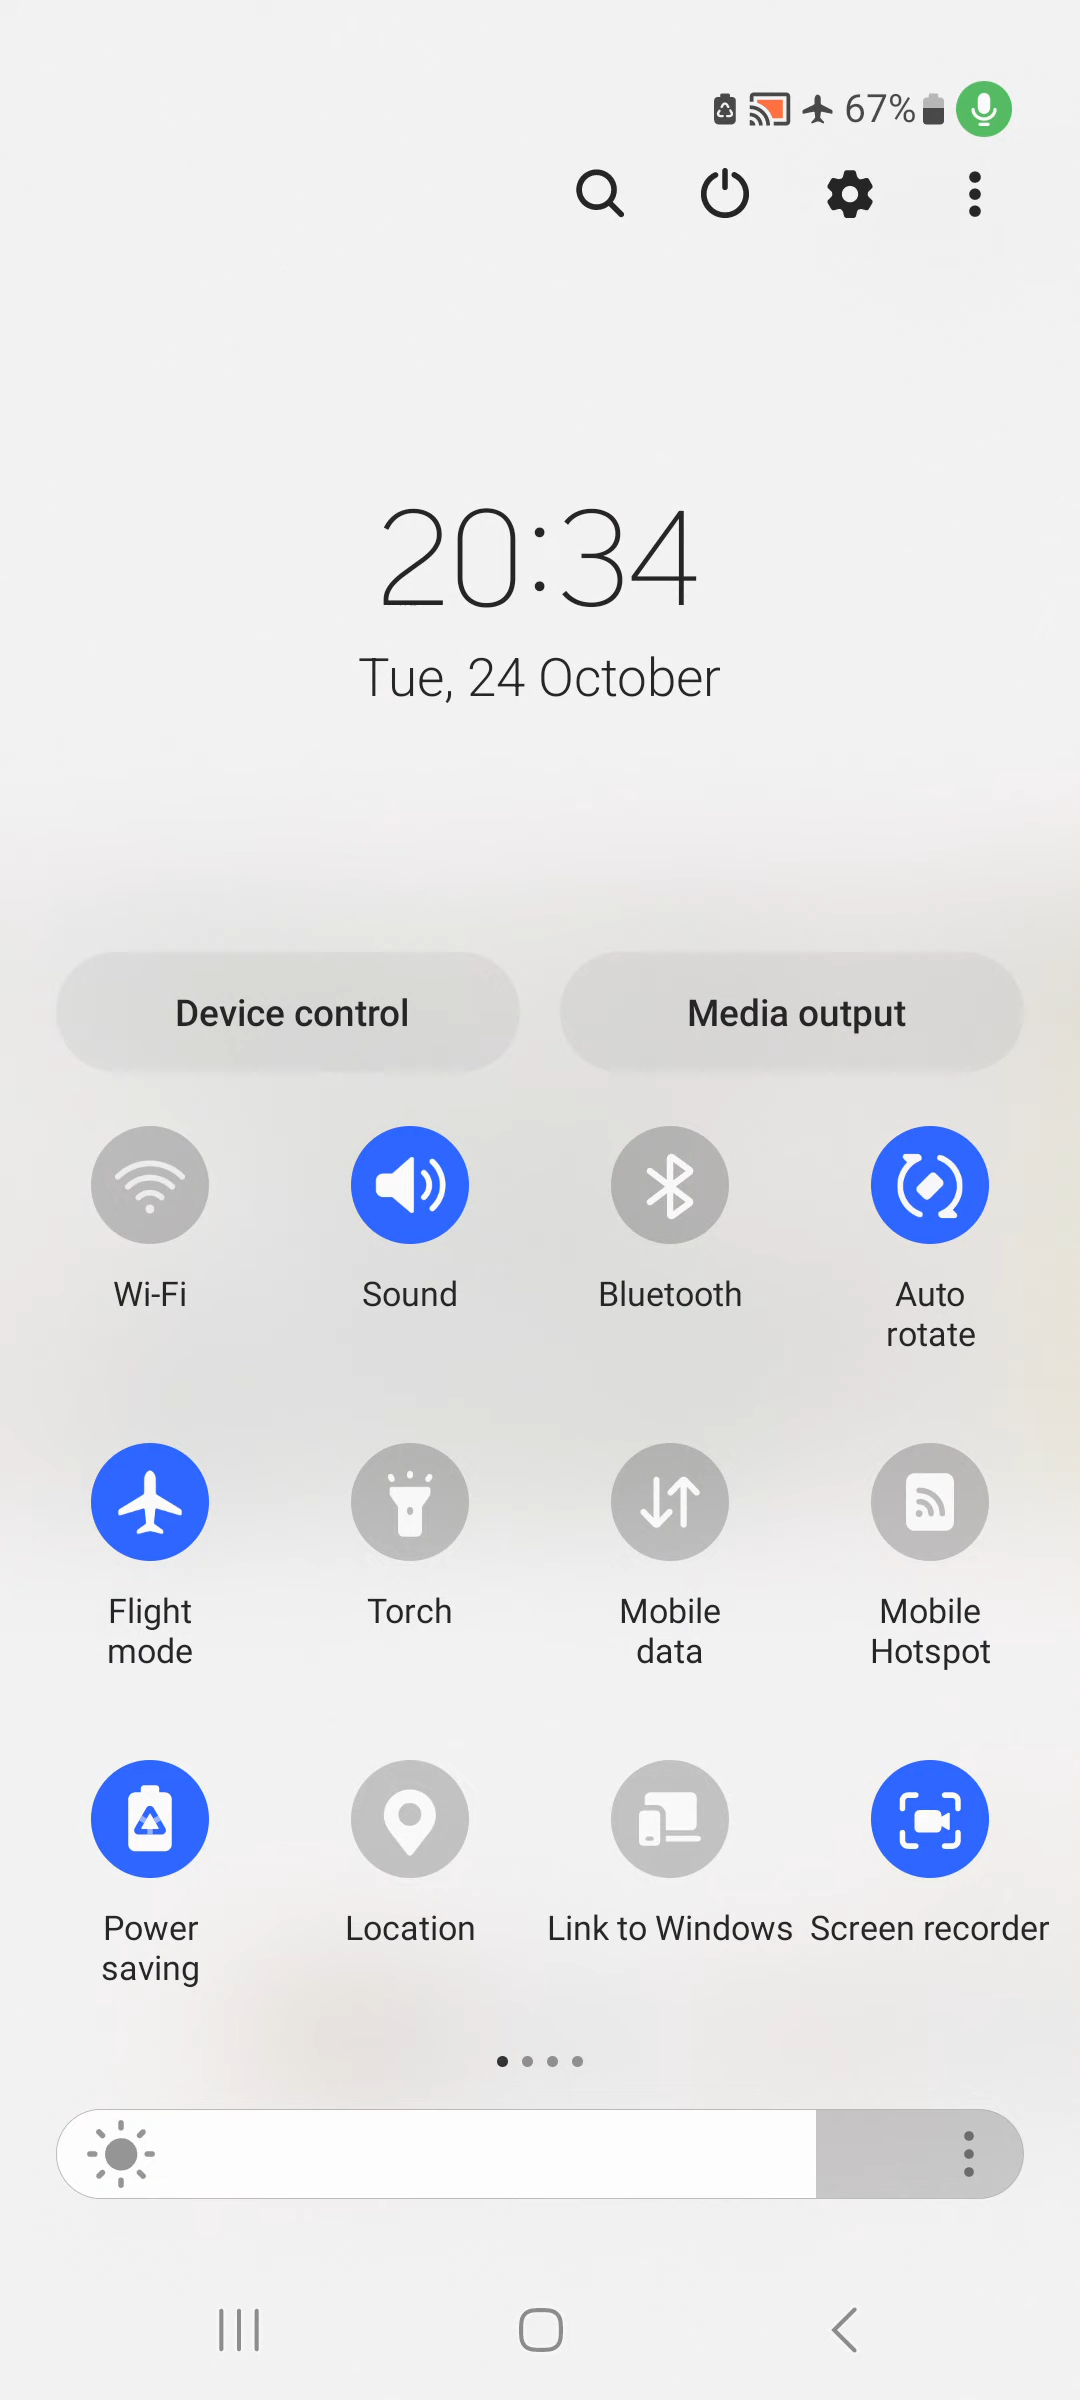 67%
20:34
Tue, 24 October
Device control
Media output
Wi-Fi
Sound
Bluetooth
Auto
rotate
Flight
mode
Torch
Mobile
data
Mobile
Hotspot
Power
saving
Location
Link to Windows
Screen recorder